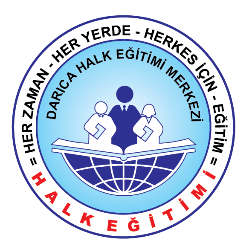 = HER ZAMAN - HER YERDE - HERKES İÇİN - EĞİTİM =
DARICA HALK EĞİTİMİ MERKEZİ
HALK EĞİTİMİ